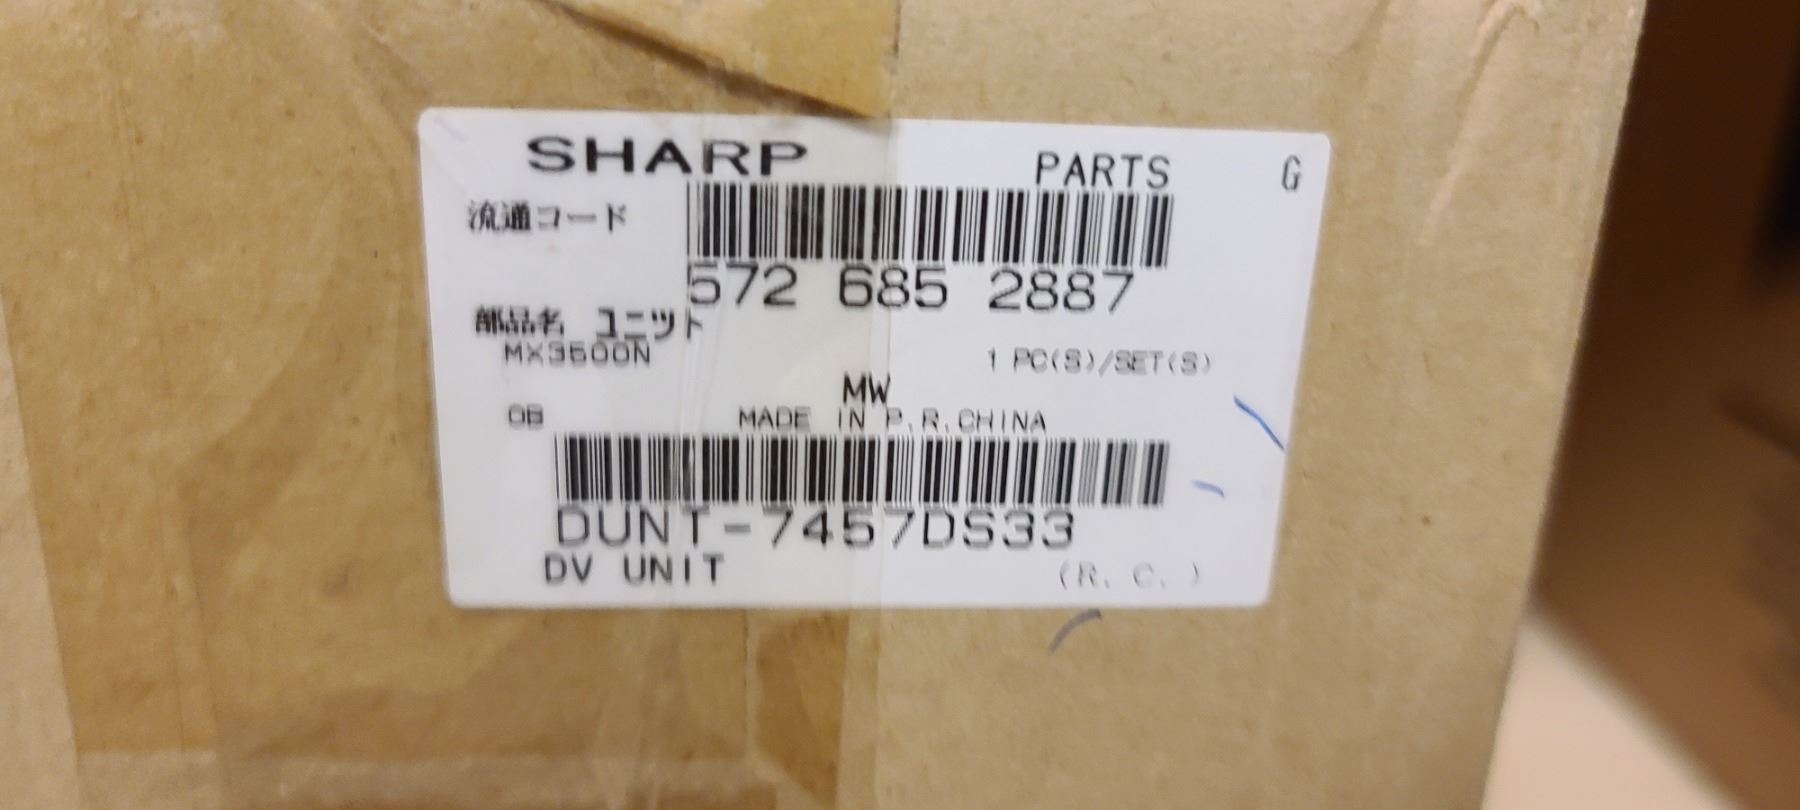 SHARP PARTS G
流通コード
572 685 2887
部品名 ユニット
MX3500N 1 PC(S)/SET(S)
MW
OB MADE IN P.R.CHINA
DUNT-7457DS33
DV UNIT (R. C. )